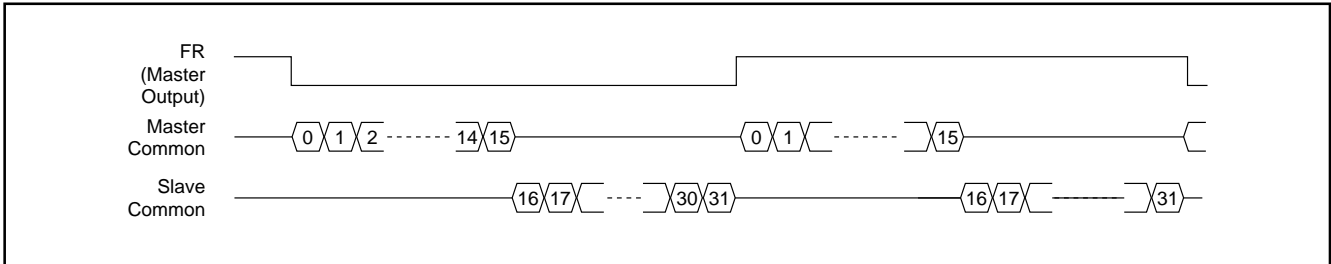 FR
(Master
Output)
Master
Common
0 1 2 14 15 0 1 15
Slave
Common
16 17 30 31 16 17 31